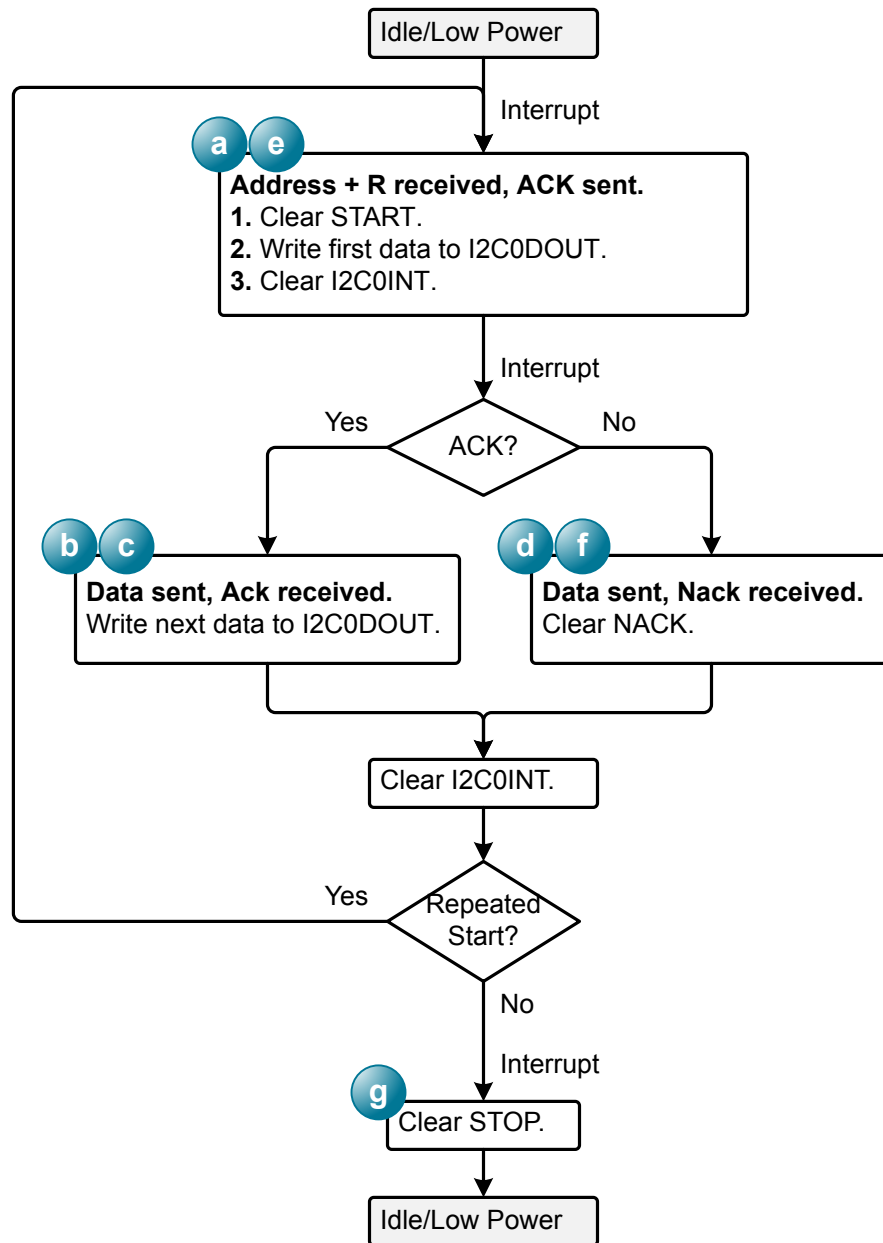 Idle/Low Power
Interrupt
a e
Address + R received, ACK sent.
1. Clear START.
2. Write first data to I2C0DOUT.
3. Clear I2C0INT.
Interrupt
Yes
ACK?
No
b c
Data sent, Ack received.
Write next data to I2C0DOUT.
d f
Data sent, Nack received.
Clear NACK.
Clear I2C0INT.
Yes
Repeated
Start?
No
Interrupt
g
Clear STOP.
Idle/Low Power